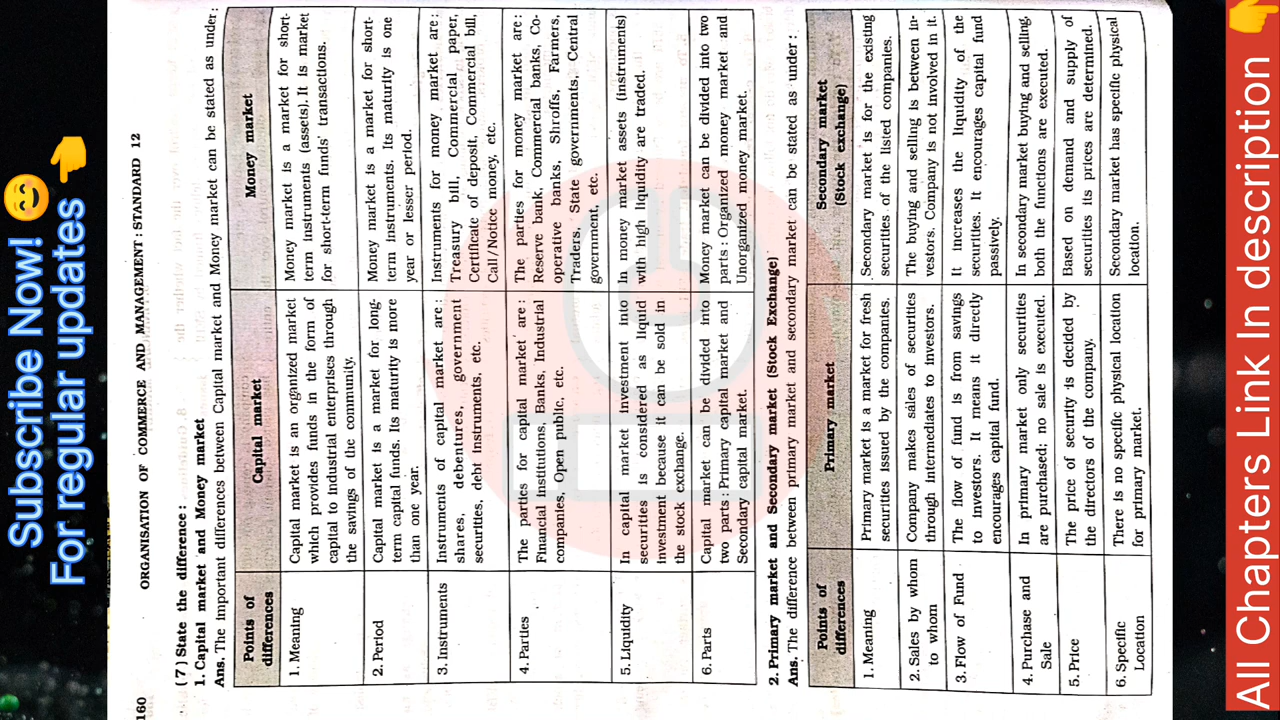 Subscribe Now!
For regular updates
160 ORGANISATION OF COMMERCE AND MANAGEMENT : STANDARD 12
(7) State the difference :
1. Capital market and Money market
Ans. The important differences between Capital market and Money market can be stated as under :
Points of differences
Capital market
Money market
1. Meaning
Capital market is an organized market
which provides funds in the form of
capital to industrial enterprises through
the savings of the community.
Money market is a market for short-
term instruments (assets). It is market
for short-term funds' transactions.
2. Period
Capital market is a market for long-
term capital funds. Its maturity is more
than one year.
Money market is a market for short-
term instruments. Its maturity is one
year or lesser period.
3. Instruments
Instruments of capital market are :
shares, debentures, government
securities, debt instruments, etc.
Instruments for money market are :
Treasury bill, Commercial paper,
Certificate of deposit, Commercial bill,
Call/Notice money, etc.
4. Parties
The parties for capital market are :
Financial institutions, Banks, Industrial
companies, Open public, etc.
The parties for money market are :
Reserve bank, Commercial banks, Co-
operative banks, Shroffs, Farmers,
Traders, State governments, Central
government, etc.
5. Liquidity
In capital market investment into
securities is considered as liquid
investment because it can be sold in
the stock exchange.
In money market assets (instruments)
with high liquidity are traded.
6. Parts
Capital market can be divided into
two parts : Primary capital market and
Secondary capital market.
Money market can be divided into two
parts : Organized money market and
Unorganized money market.
2. Primary market and Secondary market (Stock Exchange)
Ans. The difference between primary market and secondary market can be stated as under :
Points of differences
Primary market
Secondary market
(Stock exchange)
1. Meaning
Primary market is a market for fresh
securities issued by the companies.
Secondary market is for the existing
securities of the listed companies.
2. Sales by whom
to whom
Company makes sales of securities
through intermediates to investors.
The buying and selling is between in-
vestors. Company is not involved in it.
3. Flow of Fund
The flow of fund is from savings
to investors. It means it directly
encourages capital fund.
It increases the liquidity of the
securities. It encourages capital fund
passively.
4. Purchase and
Sale
In primary market only securities
are purchased; no sale is executed.
In secondary market buying and selling,
both the functions are executed.
5. Price
The price of security is decided by
the directors of the company.
Based on demand and supply of
securities its prices are determined.
6. Specific
Location
There is no specific physical location
for primary market.
Secondary market has specific physical
location.
All Chapters Link In description